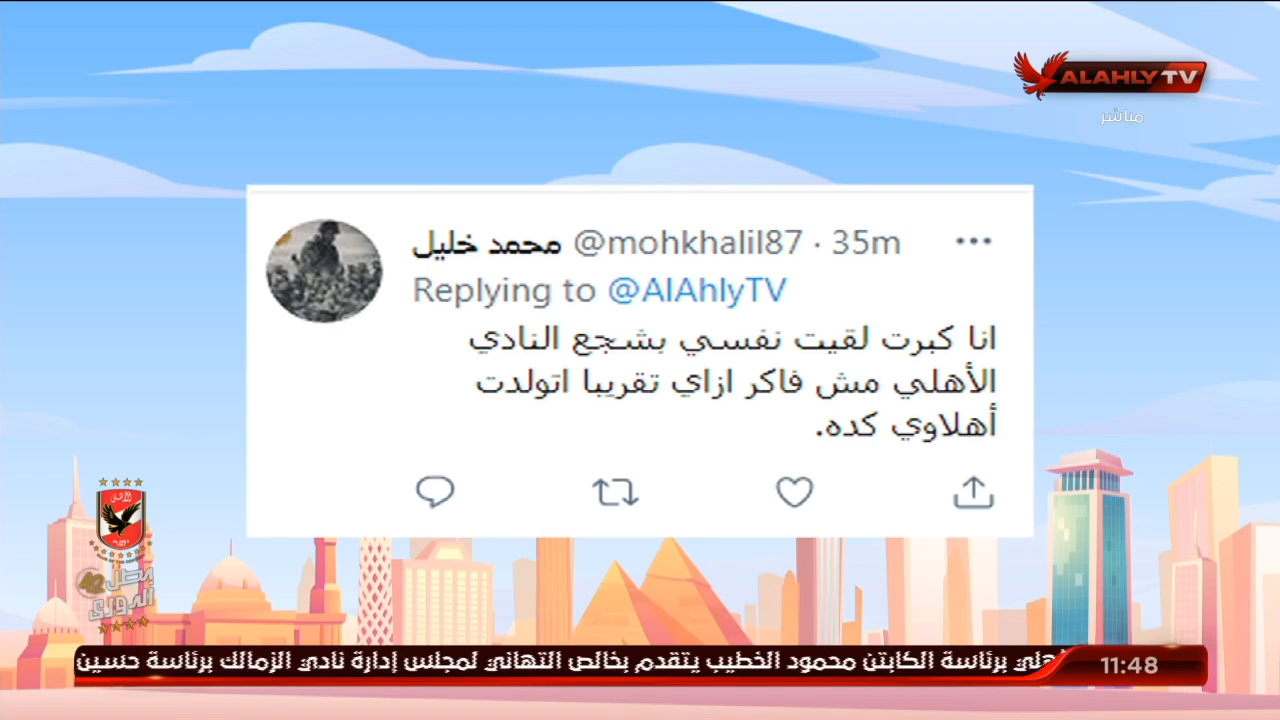 ALAHLY TV
مباشر
محمد خليل @mohkhalil87 · 35m
Replying to @AlAhlyTV
انا كبرت لقيت نفسي بشجع النادي
الأهلي مش فاكر ازاي تقريبا اتولدت
أهلاوي كده.
الأهلي
بطل الدوري
42
برئاسة الكابتن محمود الخطيب يتقدم بخالص التهاني لمجلس إدارة نادي الزمالك برئاسة حسين
11:48